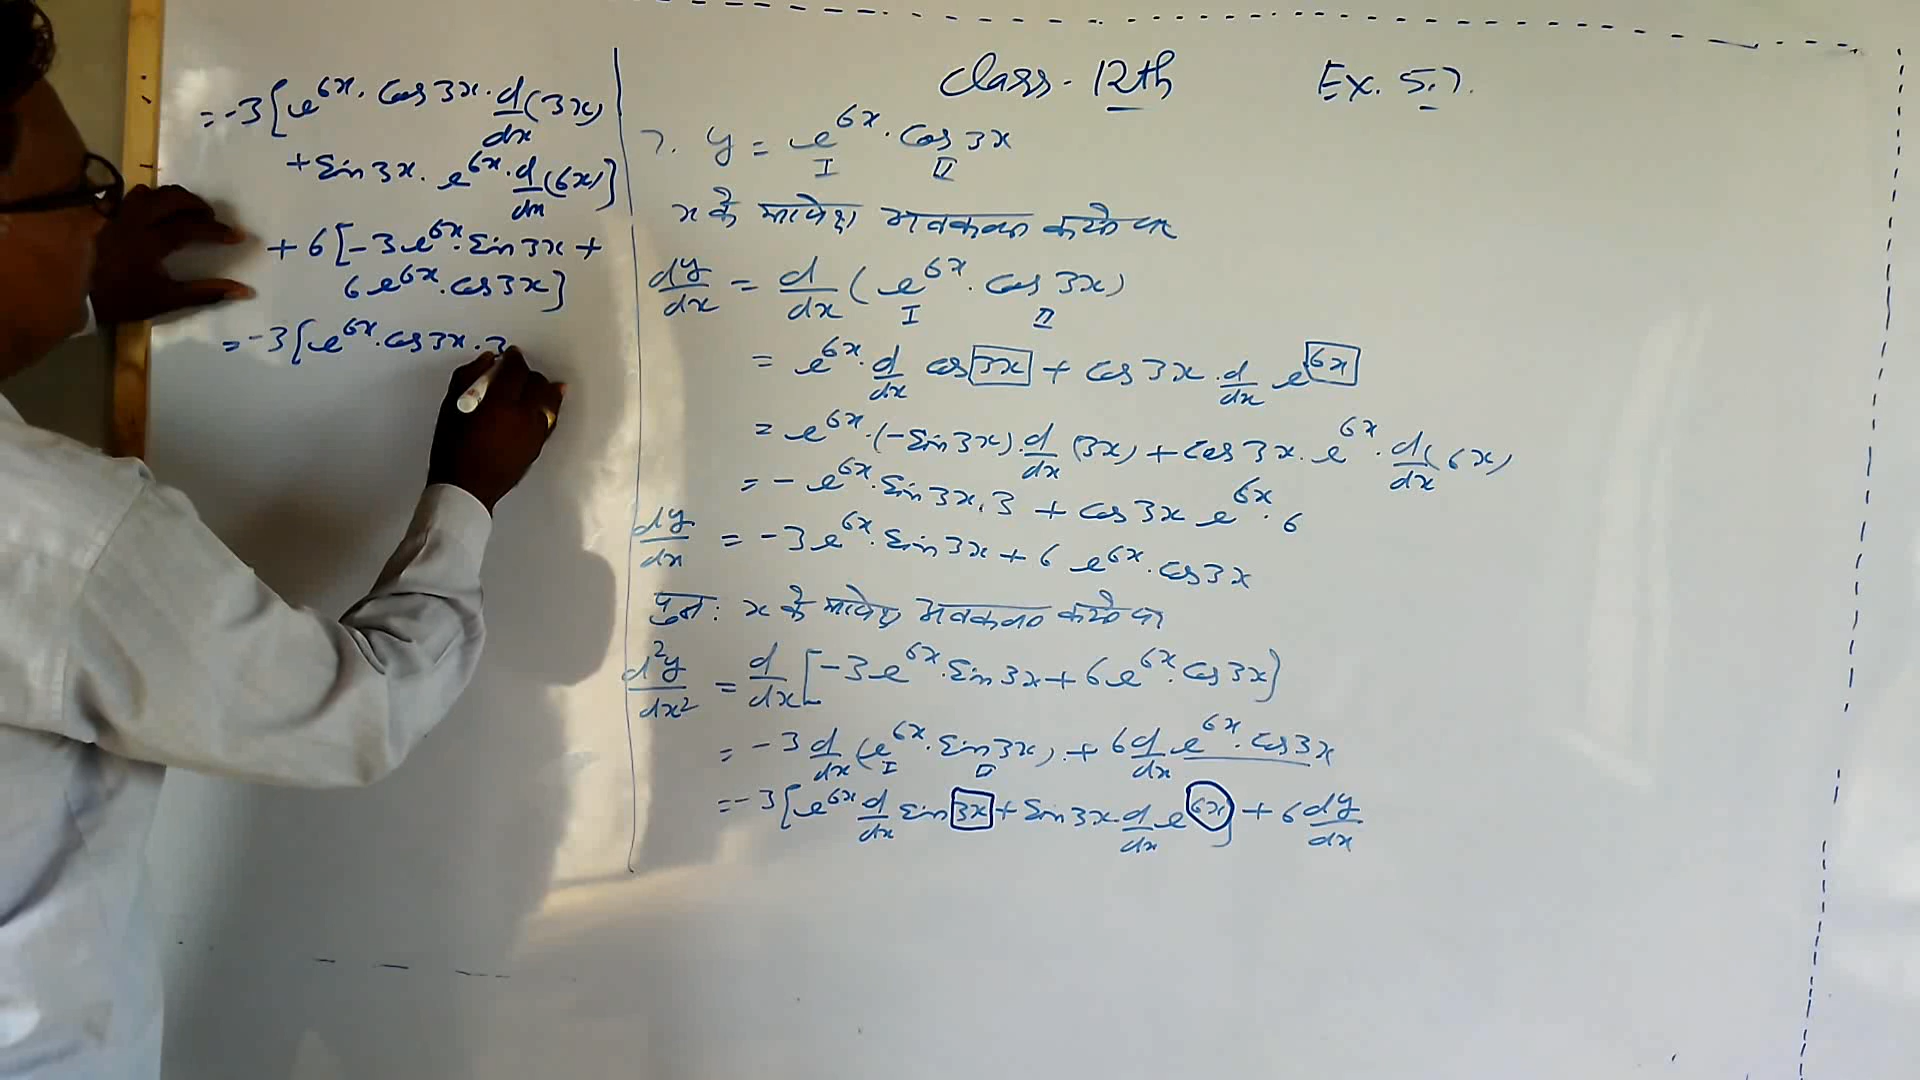 Class - 12th Ex. 5.7.
7. y = e^6x . cos 3x
I II
x के सापेक्ष अवकलन करने पर
dy/dx = d/dx (e^6x . cos 3x)
I II
= e^6x . d/dx cos 3x + cos 3x . d/dx e^6x
= e^6x . (-sin 3x) . d/dx (3x) + cos 3x . e^6x . d/dx (6x)
= - e^6x . sin 3x . 3 + cos 3x e^6x . 6
dy/dx = -3 e^6x . sin 3x + 6 e^6x . cos 3x
पुनः x के सापेक्ष अवकलन करने पर
d²y/dx² = d/dx [-3 e^6x . sin 3x + 6 e^6x . cos 3x]
= -3 d/dx (e^6x . sin 3x) + 6 d/dx e^6x . cos 3x
I II
= -3 [e^6x d/dx sin 3x + sin 3x . d/dx e^6x] + 6 dy/dx
= -3 [e^6x . cos 3x . d/dx (3x)
+ sin 3x . e^6x . d/dx (6x)]
+ 6 [-3 e^6x . sin 3x +
6 e^6x . cos 3x]
= -3 [e^6x . cos 3x . 3